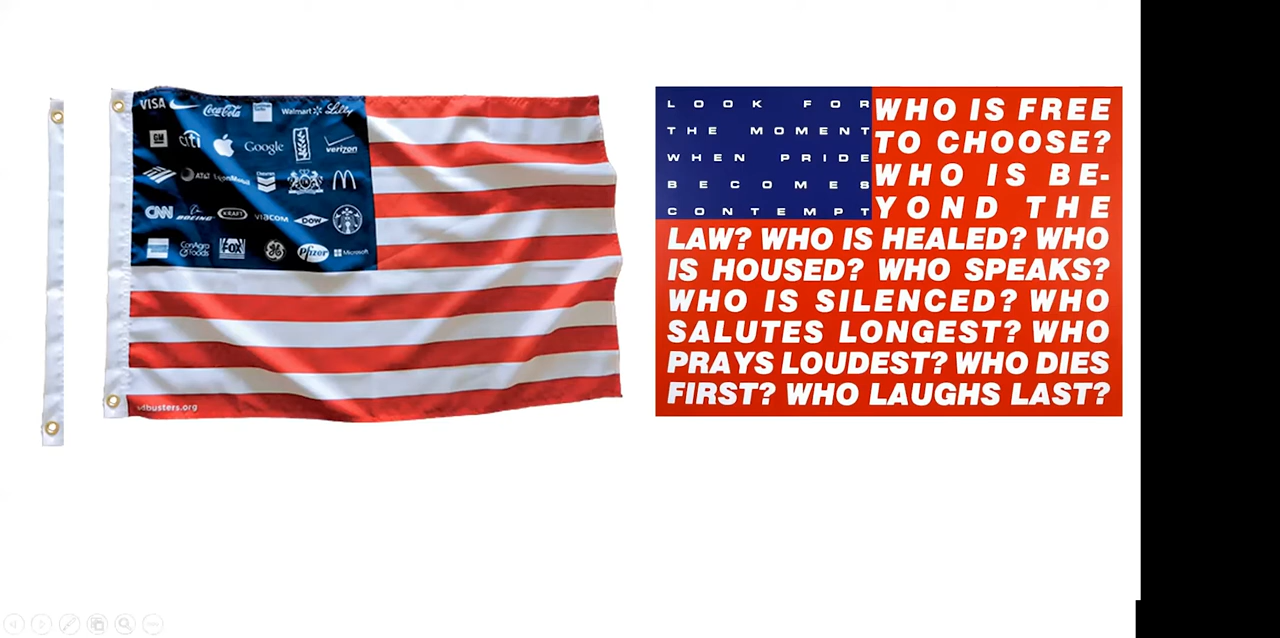 VISA
Coca-Cola
Walmart Lilly
GM
citi
Google
verizon
AT&T
CNN
BOEING
KRAFT
VIACOM
DOW
ConAgra
Foods
FOX
GE
Pfizer
Microsoft
busters.org
LOOK FOR
THE MOMENT
WHEN PRIDE
BECOMES
CONTEMPT
WHO IS FREE
TO CHOOSE?
WHO IS BE-
YOND THE
LAW? WHO IS HEALED? WHO
IS HOUSED? WHO SPEAKS?
WHO IS SILENCED? WHO
SALUTES LONGEST? WHO
PRAYS LOUDEST? WHO DIES
FIRST? WHO LAUGHS LAST?